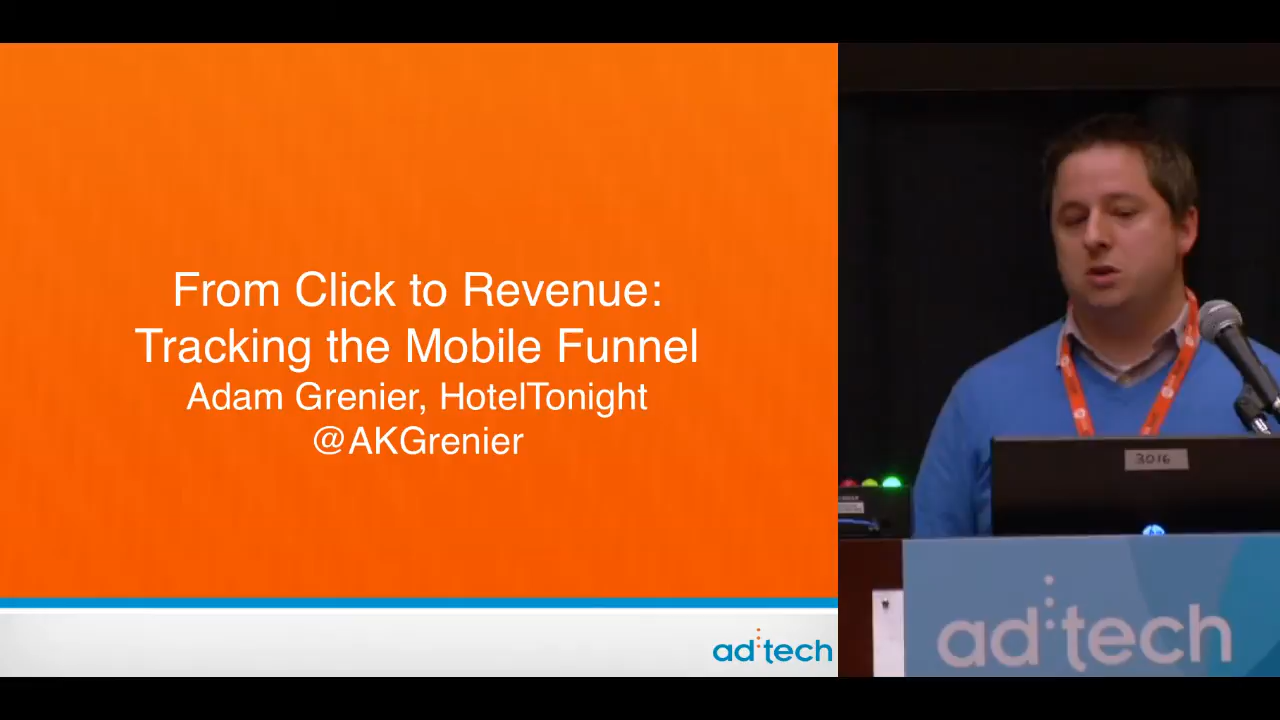 From Click to Revenue:
Tracking the Mobile Funnel
Adam Grenier, HotelTonight
@AKGrenier
ad:tech
3016
ad:tech